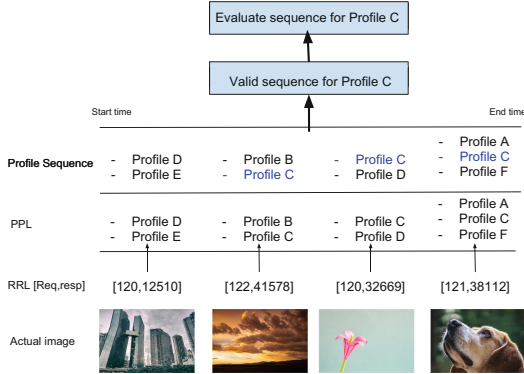 Evaluate sequence for Profile C
Valid sequence for Profile C
Start time
End time
Profile Sequence
- Profile D
- Profile E
- Profile B
- Profile C
- Profile C
- Profile D
- Profile A
- Profile C
- Profile F
PPL
- Profile D
- Profile E
- Profile B
- Profile C
- Profile C
- Profile D
- Profile A
- Profile C
- Profile F
RRL [Req,resp] [120,12510] [122,41578] [120,32669] [121,38112]
Actual image